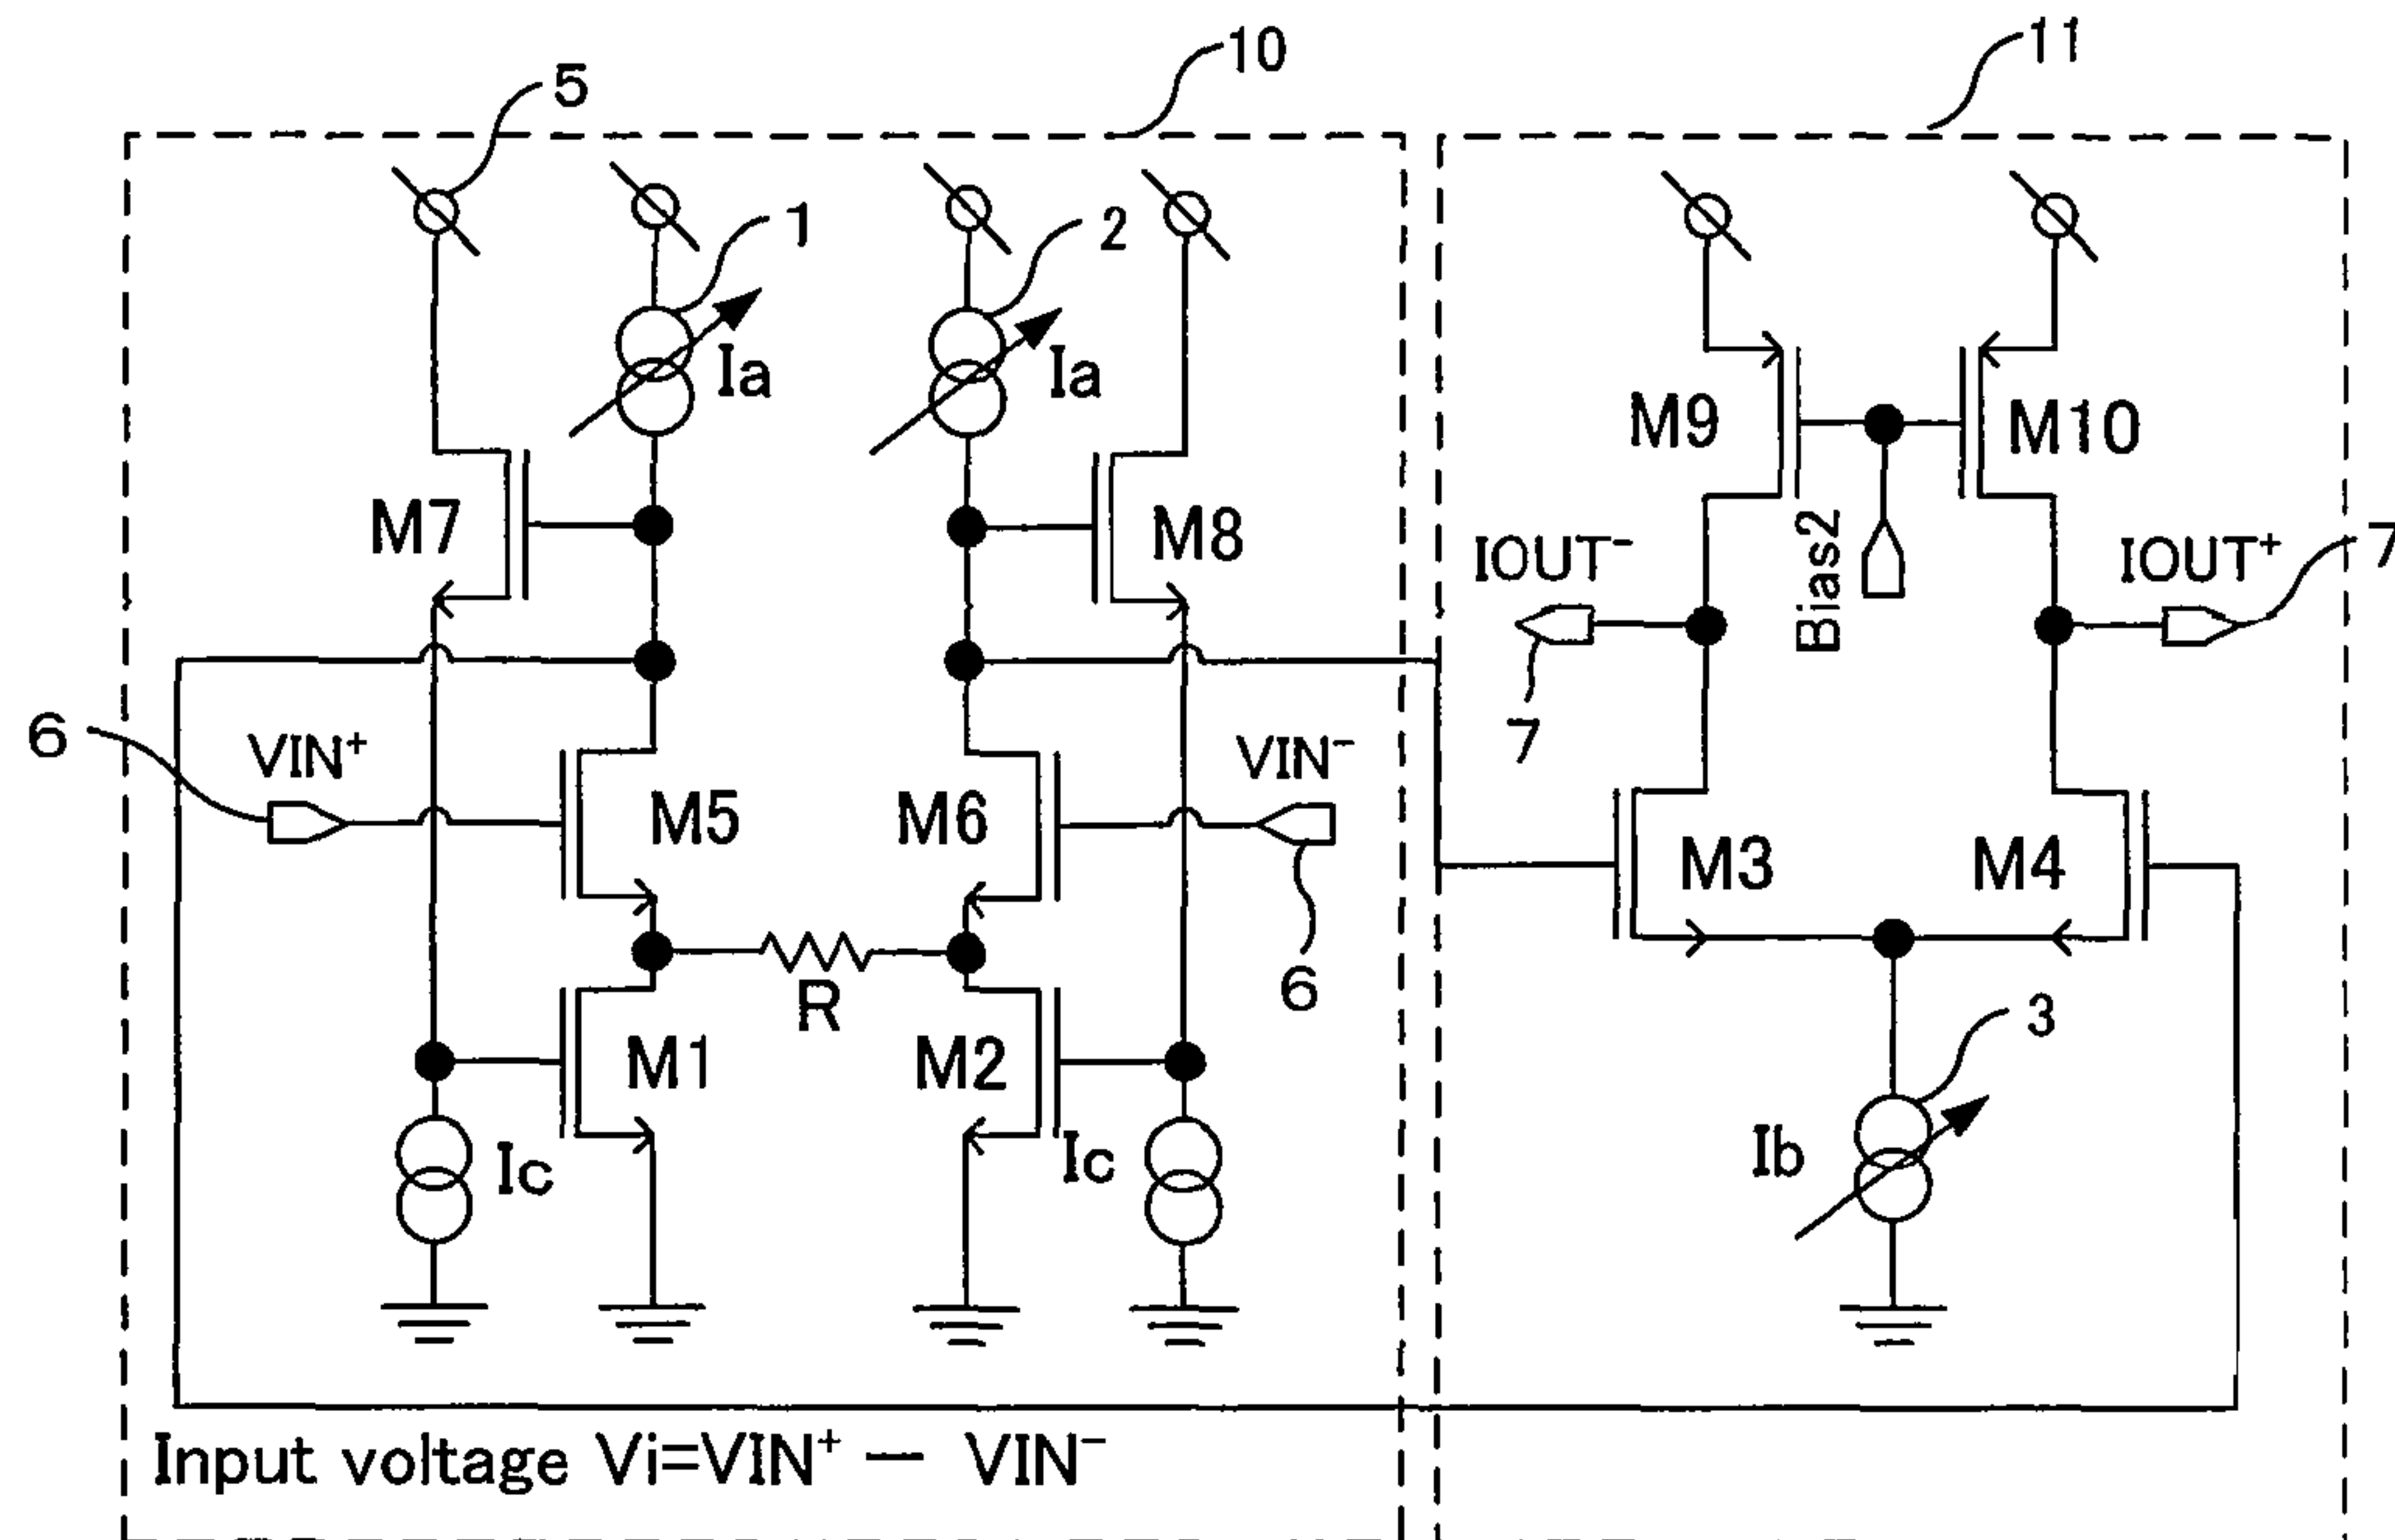 10
11
5
1
2
Ia
Ia
M9
M10
M7
M8
Bias2
IOUT⁻
IOUT⁺
7
7
6
VIN⁺
VIN⁻
M5
M6
M3
M4
R
6
M1
M2
3
Ic
Ic
Ib
Input voltage Vi=VIN⁺ — VIN⁻